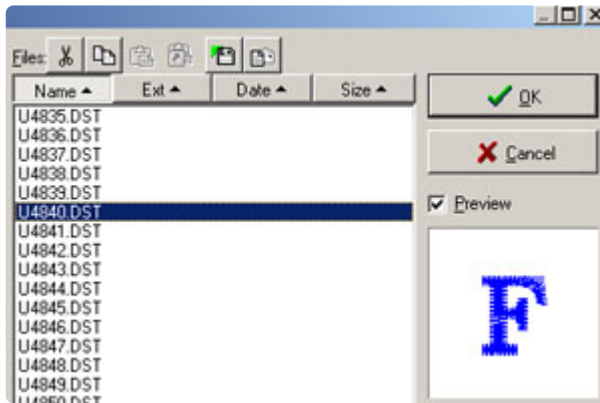 Files:
Name Ext Date Size
OK
U4835.DST
U4836.DST
U4837.DST
U4838.DST
Cancel
U4839.DST
U4840.DST
Preview
U4841.DST
U4842.DST
U4843.DST
U4844.DST
U4845.DST
U4846.DST
U4847.DST
U4848.DST
U4849.DST
U4850.DST
F